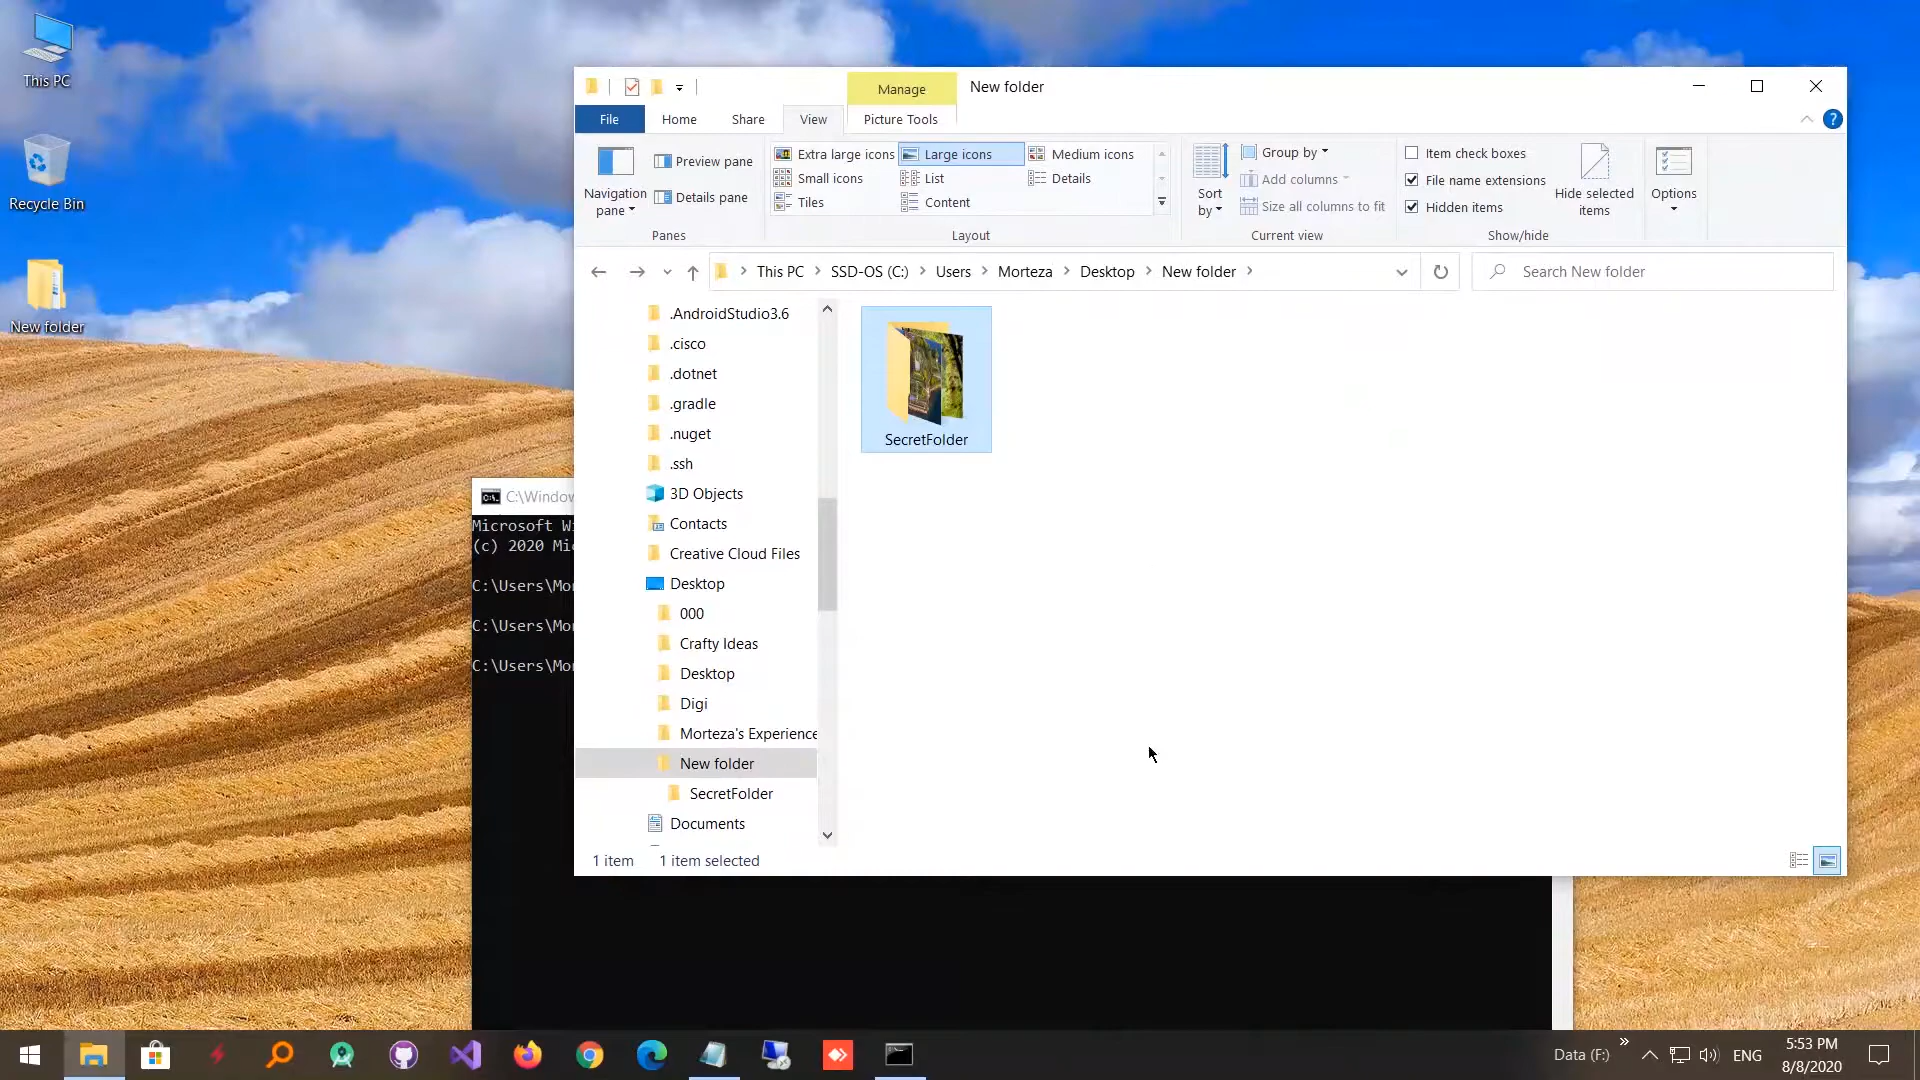 This PC
Recycle Bin
New folder
Manage
New folder
File
Home
Share
View
Picture Tools
?
Navigation
pane
Preview pane
Details pane
Panes
Extra large icons
Large icons
Medium icons
Small icons
List
Details
Tiles
Content
Layout
Sort
by
Group by
Add columns
Size all columns to fit
Current view
Item check boxes
File name extensions
Hidden items
Hide selected
items
Show/hide
Options
This PC
SSD-OS (C:)
Users
Morteza
Desktop
New folder
Search New folder
.AndroidStudio3.6
.cisco
.dotnet
.gradle
.nuget
.ssh
3D Objects
Contacts
Creative Cloud Files
Desktop
000
Crafty Ideas
Desktop
Digi
Morteza's Experience
New folder
SecretFolder
Documents
SecretFolder
1 item
1 item selected
C:\Window
Microsoft Wi
(c) 2020 Mic
C:\Users\Mor
C:\Users\Mor
C:\Users\Mor
Data (F:)
ENG
5:53 PM
8/8/2020